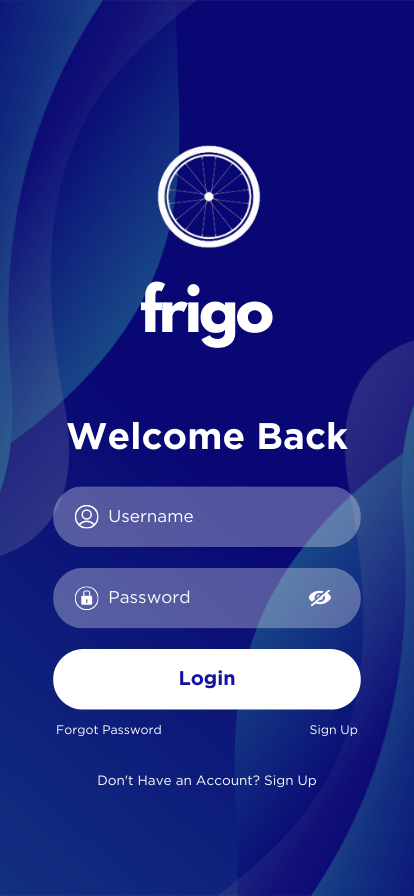 frigo
Welcome Back
Username
Password
Login
Forgot Password
Sign Up
Don't Have an Account? Sign Up